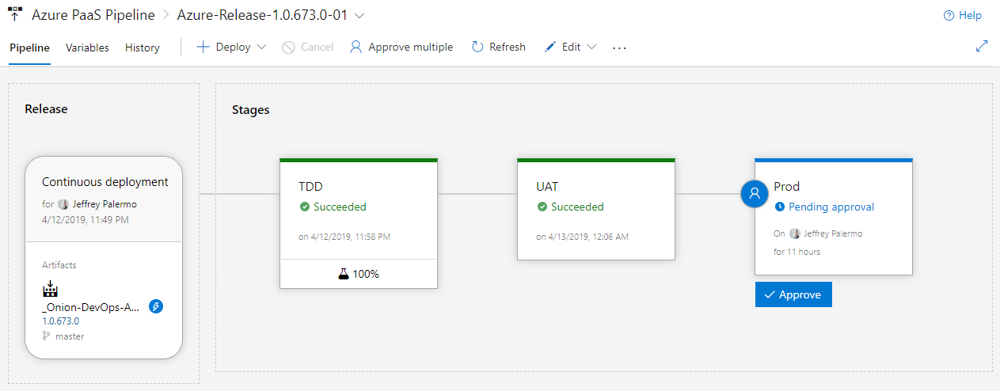 Azure PaaS Pipeline > Azure-Release-1.0.673.0-01
Help
Pipeline Variables History Deploy Cancel Approve multiple Refresh Edit ...
Release
Continuous deployment
for Jeffrey Palermo
4/12/2019, 11:49 PM
Artifacts
_Onion-DevOps-A...
1.0.673.0
master
Stages
TDD
Succeeded
on 4/12/2019, 11:58 PM
100%
UAT
Succeeded
on 4/13/2019, 12:06 AM
Prod
Pending approval
On Jeffrey Palermo
for 11 hours
Approve